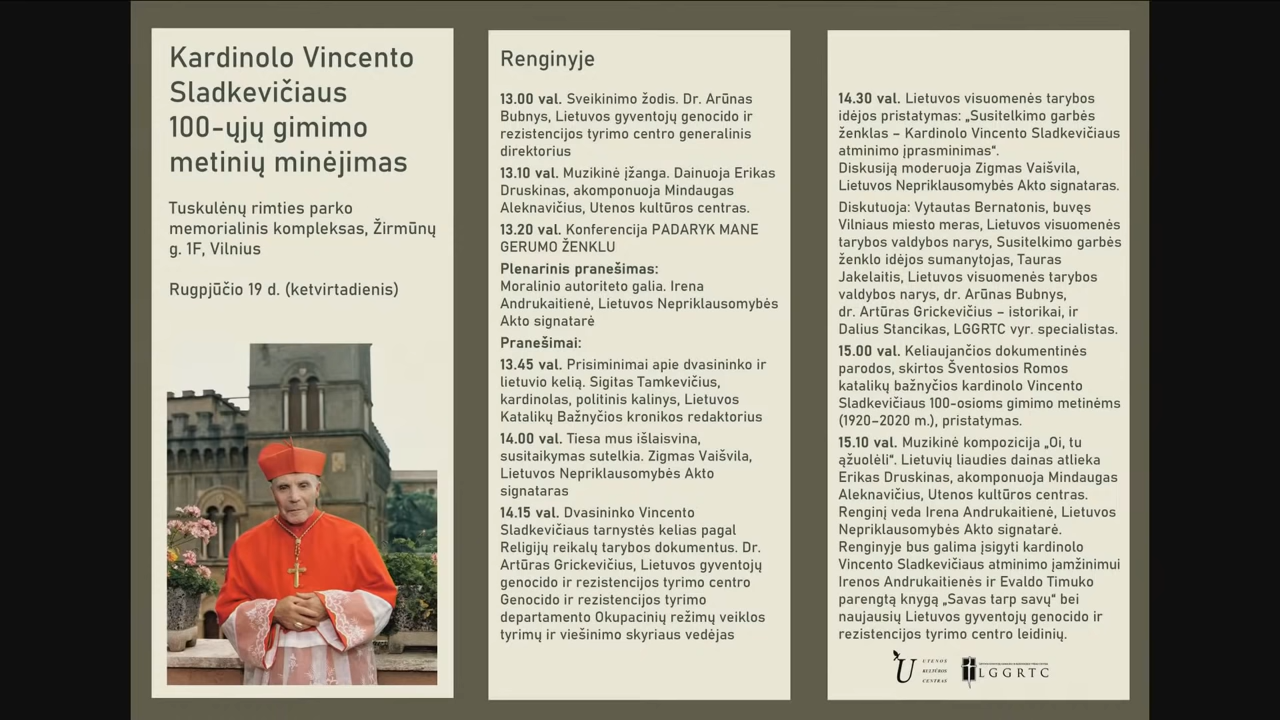 Kardinolo Vincento
Sladkevičiaus
100-ųjų gimimo
metinių minėjimas
Tuskulėnų rimties parko
memorialinis kompleksas, Žirmūnų
g. 1F, Vilnius
Rugpjūčio 19 d. (ketvirtadienis)
Renginyje
13.00 val. Sveikinimo žodis. Dr. Arūnas
Bubnys, Lietuvos gyventojų genocido ir
rezistencijos tyrimo centro generalinis
direktorius
13.10 val. Muzikinė įžanga. Dainuoja Erikas
Druskinas, akomponuoja Mindaugas
Aleknavičius, Utenos kultūros centras.
13.20 val. Konferencija PADARYK MANE
GERUMO ŽENKLU
Plenarinis pranešimas:
Moralinio autoriteto galia. Irena
Andrukaitienė, Lietuvos Nepriklausomybės
Akto signatarė
Pranešimai:
13.45 val. Prisiminimai apie dvasininko ir
lietuvio kelią. Sigitas Tamkevičius,
kardinolas, politinis kalinys, Lietuvos
Katalikų Bažnyčios kronikos redaktorius
14.00 val. Tiesa mus išlaisvina,
susitaikymas sutelkia. Zigmas Vaišvila,
Lietuvos Nepriklausomybės Akto
signataras
14.15 val. Dvasininko Vincento
Sladkevičiaus tarnystės kelias pagal
Religijų reikalų tarybos dokumentus. Dr.
Artūras Grickevičius, Lietuvos gyventojų
genocido ir rezistencijos tyrimo centro
Genocido ir rezistencijos tyrimo
departamento Okupacinių režimų veiklos
tyrimų ir viešinimo skyriaus vedėjas
14.30 val. Lietuvos visuomenės tarybos
idėjos pristatymas: „Susitelkimo garbės
ženklas – Kardinolo Vincento Sladkevičiaus
atminimo įprasminimas“.
Diskusiją moderuoja Zigmas Vaišvila,
Lietuvos Nepriklausomybės Akto signataras.
Diskutuoja: Vytautas Bernatonis, buvęs
Vilniaus miesto meras, Lietuvos visuomenės
tarybos valdybos narys, Susitelkimo garbės
ženklo idėjos sumanytojas, Tauras
Jakelaitis, Lietuvos visuomenės tarybos
valdybos narys, dr. Arūnas Bubnys,
dr. Artūras Grickevičius – istorikai, ir
Dalius Stancikas, LGGRTC vyr. specialistas.
15.00 val. Keliaujančios dokumentinės
parodos, skirtos Šventosios Romos
katalikų bažnyčios kardinolo Vincento
Sladkevičiaus 100-osioms gimimo metinėms
(1920–2020 m.), pristatymas.
15.10 val. Muzikinė kompozicija „Oi, tu
ąžuolėli“. Lietuvių liaudies dainas atlieka
Erikas Druskinas, akomponuoja Mindaugas
Aleknavičius, Utenos kultūros centras.
Renginį veda Irena Andrukaitienė, Lietuvos
Nepriklausomybės Akto signatarė.
Renginyje bus galima įsigyti kardinolo
Vincento Sladkevičiaus atminimo įamžinimui
Irenos Andrukaitienės ir Evaldo Timuko
parengtą knygą „Savas tarp savų“ bei
naujausių Lietuvos gyventojų genocido ir
rezistencijos tyrimo centro leidinių.
U UTENOS
KULTŪROS
CENTRAS
LGGRTC